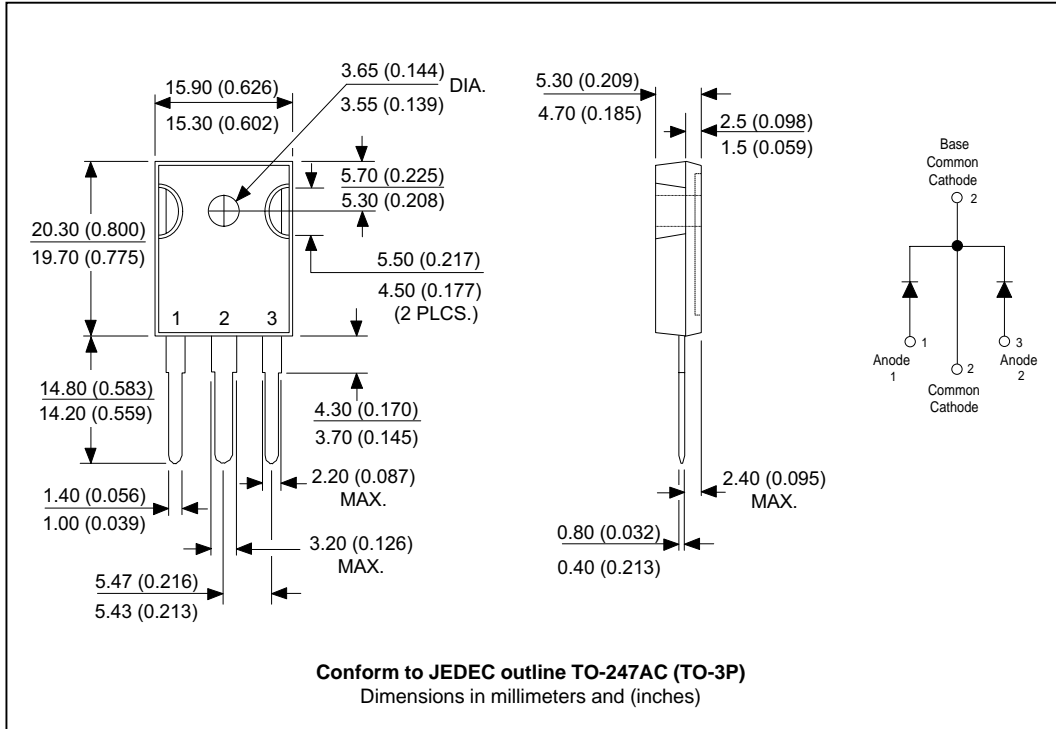 15.90 (0.626)
15.30 (0.602)
3.65 (0.144)
3.55 (0.139)
DIA.
5.70 (0.225)
5.30 (0.208)
20.30 (0.800)
19.70 (0.775)
5.50 (0.217)
4.50 (0.177)
(2 PLCS.)
1 2 3
14.80 (0.583)
14.20 (0.559)
4.30 (0.170)
3.70 (0.145)
1.40 (0.056)
1.00 (0.039)
2.20 (0.087)
MAX.
3.20 (0.126)
MAX.
5.47 (0.216)
5.43 (0.213)
5.30 (0.209)
4.70 (0.185)
2.5 (0.098)
1.5 (0.059)
2.40 (0.095)
MAX.
0.80 (0.032)
0.40 (0.213)
Base
Common
Cathode
2
1
Anode
1
2
Common
Cathode
3
Anode
2
Conform to JEDEC outline TO-247AC (TO-3P)
Dimensions in millimeters and (inches)